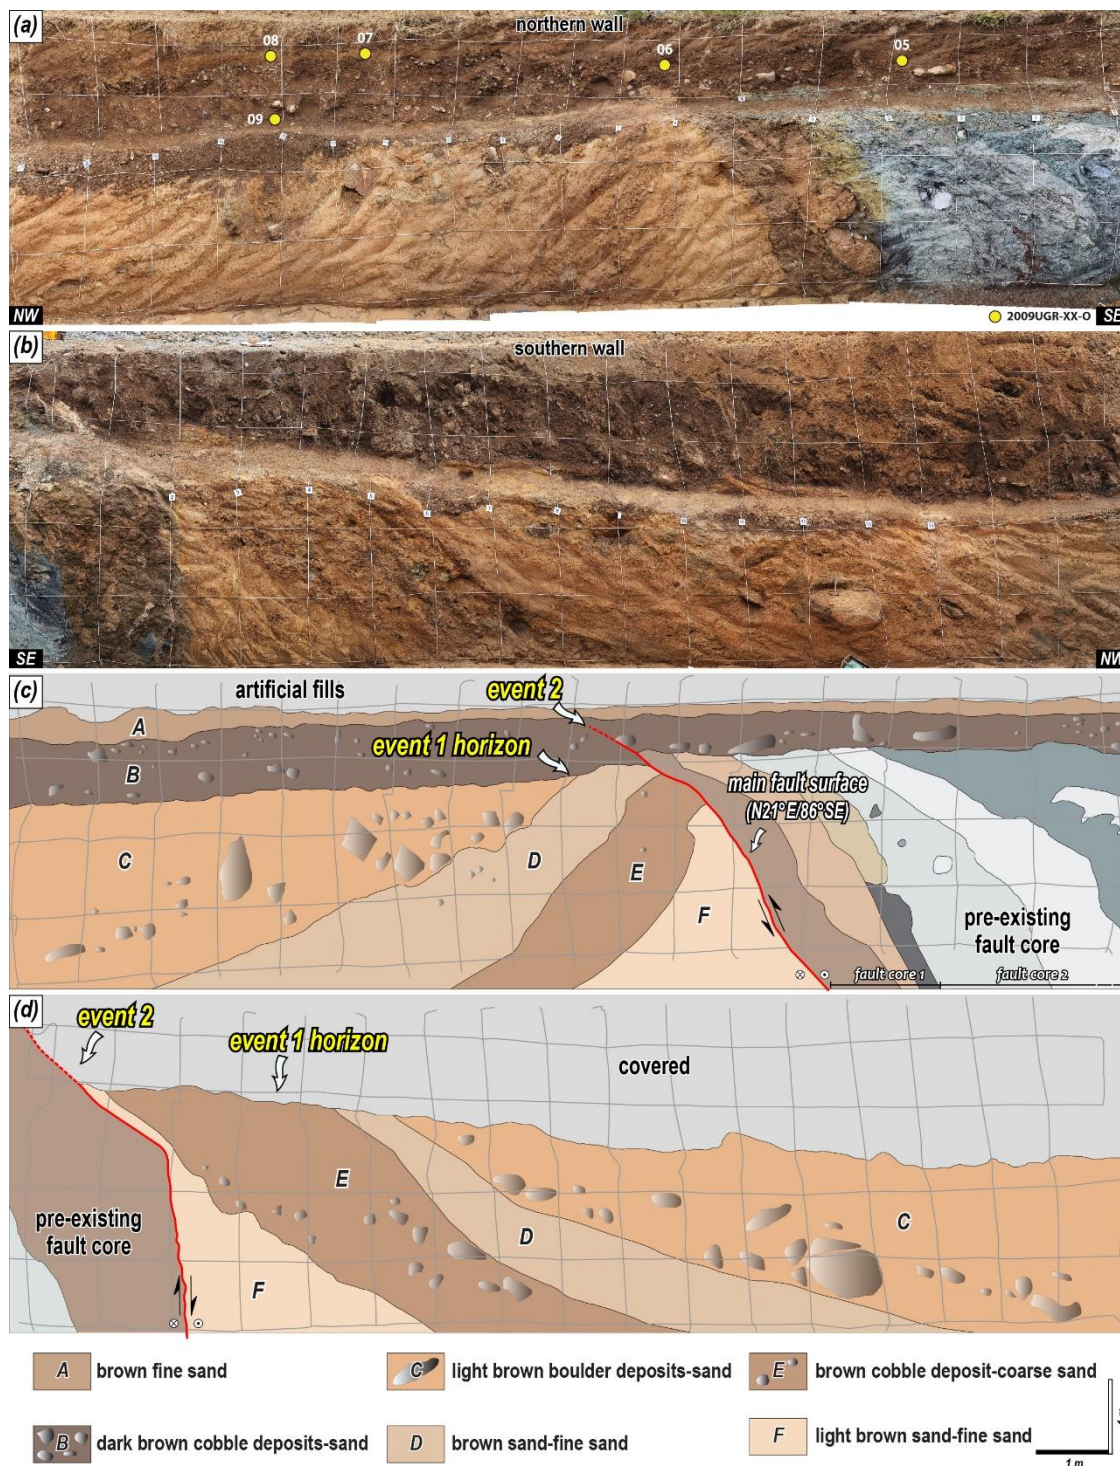 (a)
northern wall
08
07
06
05
09
NW
2009UGR-XX-O
SE
(b)
southern wall
SE
NW
(c)
artificial fills
event 2
A
event 1 horizon
B
main fault surface
(N21°E/86°SE)
C
D
E
F
pre-existing
fault core
fault core 1
fault core 2
(d)
event 2
event 1 horizon
covered
E
pre-existing
fault core
D
C
F
A brown fine sand
C light brown boulder deposits-sand
E brown cobble deposit-coarse sand
B dark brown cobble deposits-sand
D brown sand-fine sand
F light brown sand-fine sand
1 m